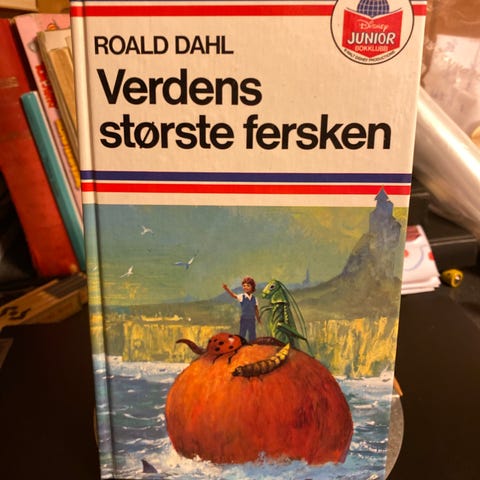 ROALD DAHL
Verdens
største fersken
Disney
JUNIOR
BOKKLUBB